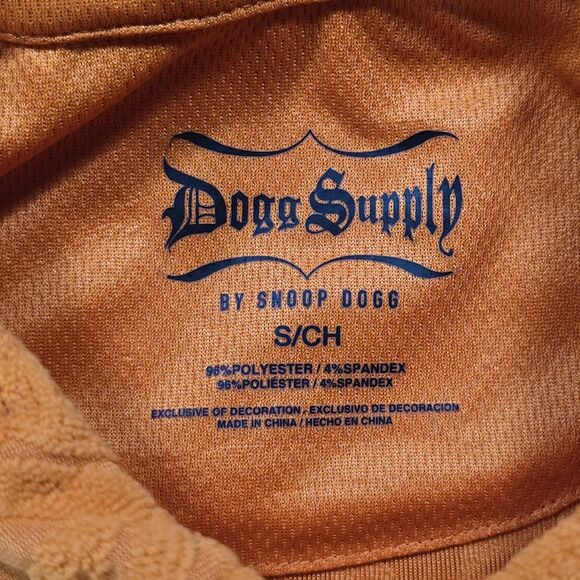 Dogg Supply
BY SNOOP DOGG
S/CH
96%POLYESTER / 4%SPANDEX
96%POLIÉSTER / 4%SPANDEX
EXCLUSIVE OF DECORATION . EXCLUSIVO DE DECORACION
MADE IN CHINA / HECHO EN CHINA